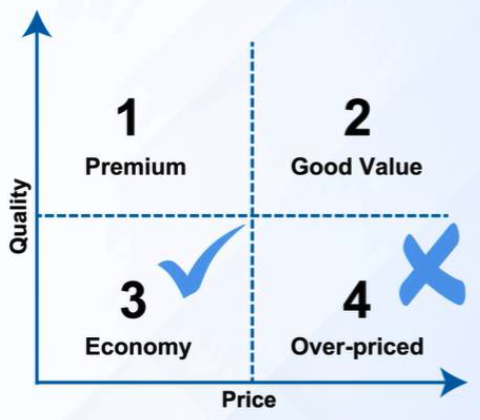 1
Premium
2
Good Value
Quality
3
Economy
4
Over-priced
Price